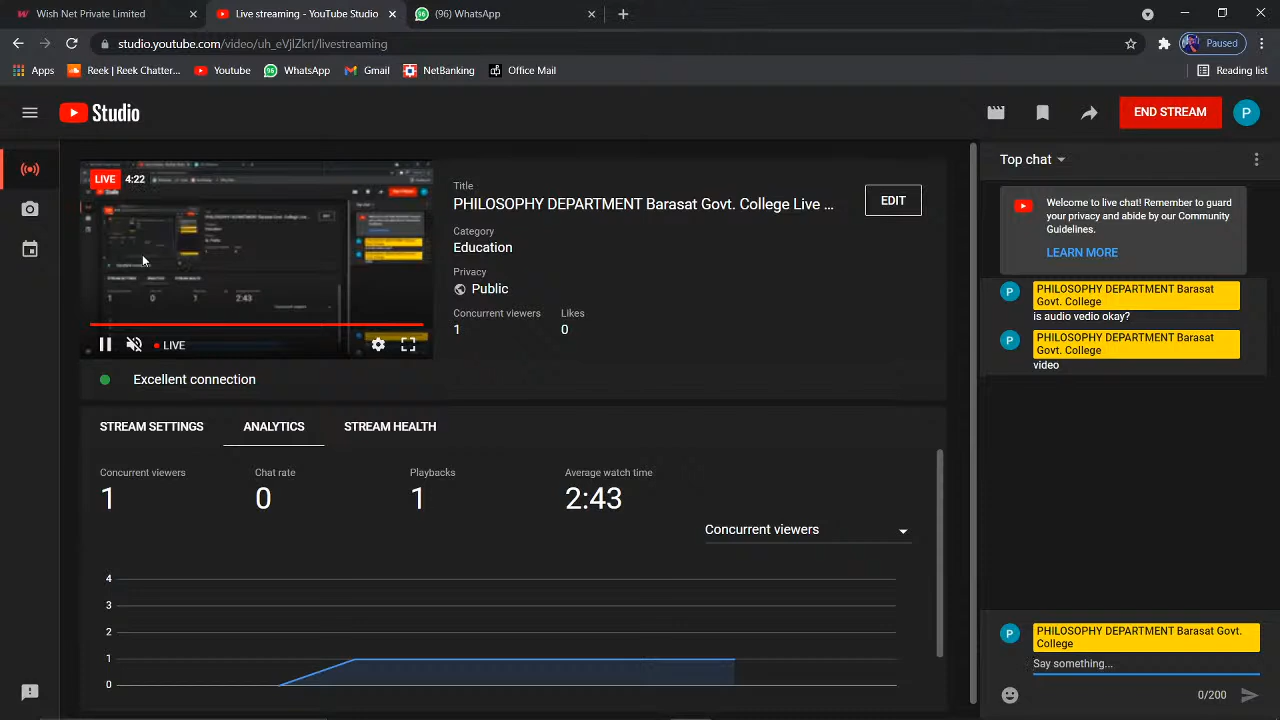 Wish Net Private Limited
Live streaming - YouTube Studio
(96) WhatsApp
studio.youtube.com/video/uh_eVjlZkrI/livestreaming
Paused
Apps
Reek | Reek Chatter...
Youtube
WhatsApp
Gmail
NetBanking
Office Mail
Reading list
Studio
END STREAM
P
LIVE 4:22
LIVE
Title
PHILOSOPHY DEPARTMENT Barasat Govt. College Live ...
EDIT
Category
Education
Privacy
Public
Concurrent viewers
Likes
1
0
Excellent connection
STREAM SETTINGS
ANALYTICS
STREAM HEALTH
Concurrent viewers
Chat rate
Playbacks
Average watch time
1
0
1
2:43
Concurrent viewers
4
3
2
1
0
Top chat
Welcome to live chat! Remember to guard
your privacy and abide by our Community
Guidelines.
LEARN MORE
P
PHILOSOPHY DEPARTMENT Barasat
Govt. College
is audio vedio okay?
P
PHILOSOPHY DEPARTMENT Barasat
Govt. College
video
P
PHILOSOPHY DEPARTMENT Barasat Govt.
College
Say something...
0/200